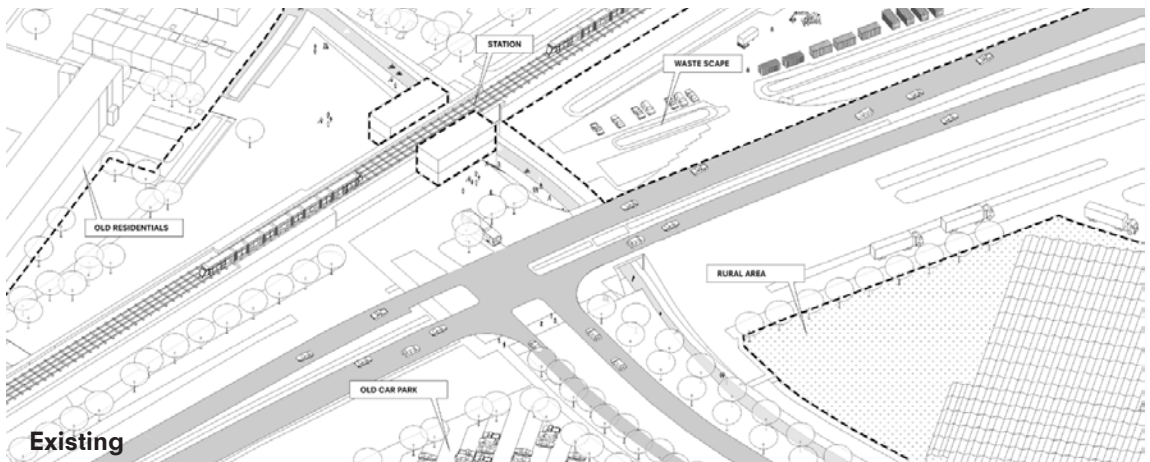 STATION
WASTE SCAPE
OLD RESIDENTIALS
RURAL AREA
OLD CAR PARK
Existing